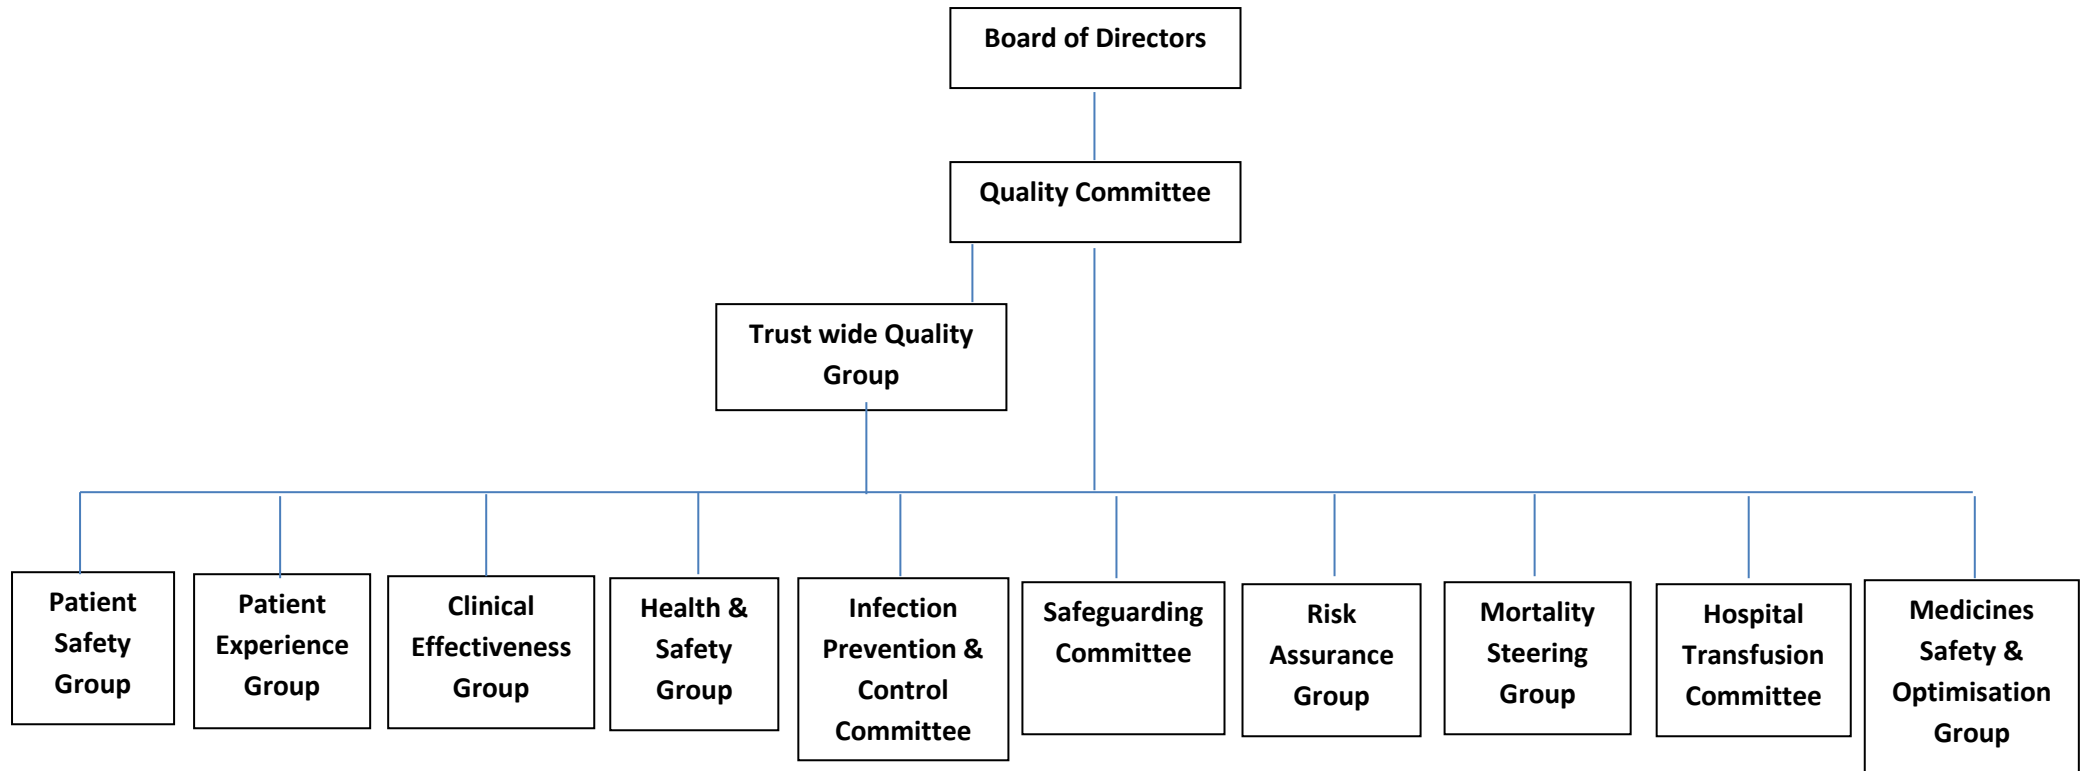 Board of Directors
Quality Committee
Trust wide Quality
Group
Patient
Safety
Group
Patient
Experience
Group
Clinical
Effectiveness
Group
Health &
Safety
Group
Infection
Prevention &
Control
Committee
Safeguarding
Committee
Risk
Assurance
Group
Mortality
Steering
Group
Hospital
Transfusion
Committee
Medicines
Safety &
Optimisation
Group